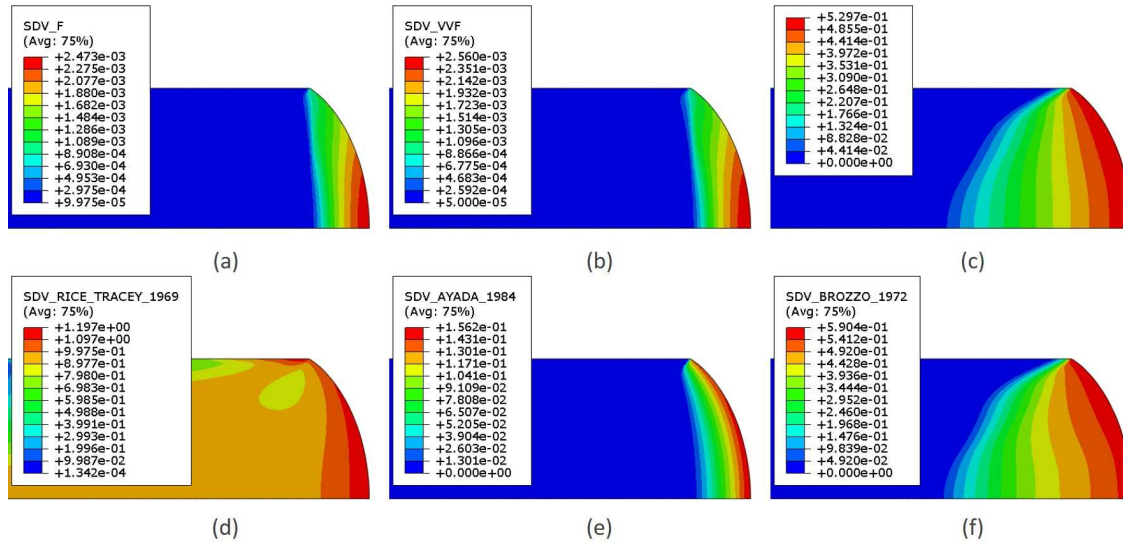 SDV_F
(Avg: 75%)
+2.473e-03
+2.275e-03
+2.077e-03
+1.880e-03
+1.682e-03
+1.484e-03
+1.286e-03
+1.089e-03
+8.908e-04
+6.930e-04
+4.953e-04
+2.975e-04
+9.975e-05
(a)
SDV_VVF
(Avg: 75%)
+2.560e-03
+2.351e-03
+2.142e-03
+1.932e-03
+1.723e-03
+1.514e-03
+1.305e-03
+1.096e-03
+8.866e-04
+6.775e-04
+4.683e-04
+2.592e-04
+5.000e-05
(b)
+5.297e-01
+4.855e-01
+4.414e-01
+3.972e-01
+3.531e-01
+3.090e-01
+2.648e-01
+2.207e-01
+1.766e-01
+1.324e-01
+8.828e-02
+4.414e-02
+0.000e+00
(c)
SDV_RICE_TRACEY_1969
(Avg: 75%)
+1.197e+00
+1.097e+00
+9.975e-01
+8.977e-01
+7.980e-01
+6.983e-01
+5.985e-01
+4.988e-01
+3.991e-01
+2.993e-01
+1.996e-01
+9.987e-02
+1.342e-04
(d)
SDV_AYADA_1984
(Avg: 75%)
+1.562e-01
+1.431e-01
+1.301e-01
+1.171e-01
+1.041e-01
+9.109e-02
+7.808e-02
+6.507e-02
+5.205e-02
+3.904e-02
+2.603e-02
+1.301e-02
+0.000e+00
(e)
SDV_BROZZO_1972
(Avg: 75%)
+5.904e-01
+5.412e-01
+4.920e-01
+4.428e-01
+3.936e-01
+3.444e-01
+2.952e-01
+2.460e-01
+1.968e-01
+1.476e-01
+9.839e-02
+4.920e-02
+0.000e+00
(f)